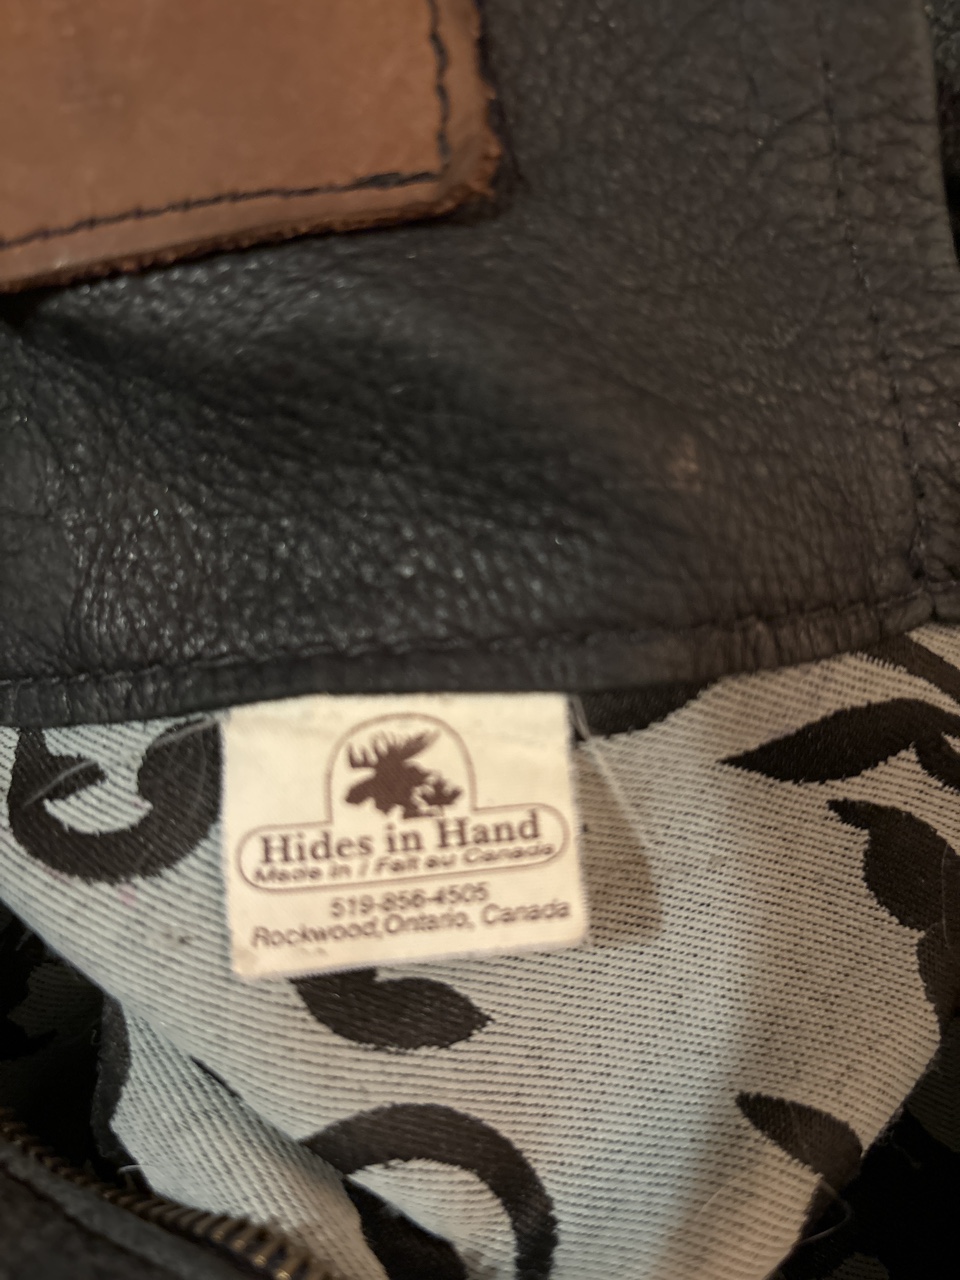 Hides in Hand
Made in / Fait au Canada
519-856-4505
Rockwood, Ontario, Canada